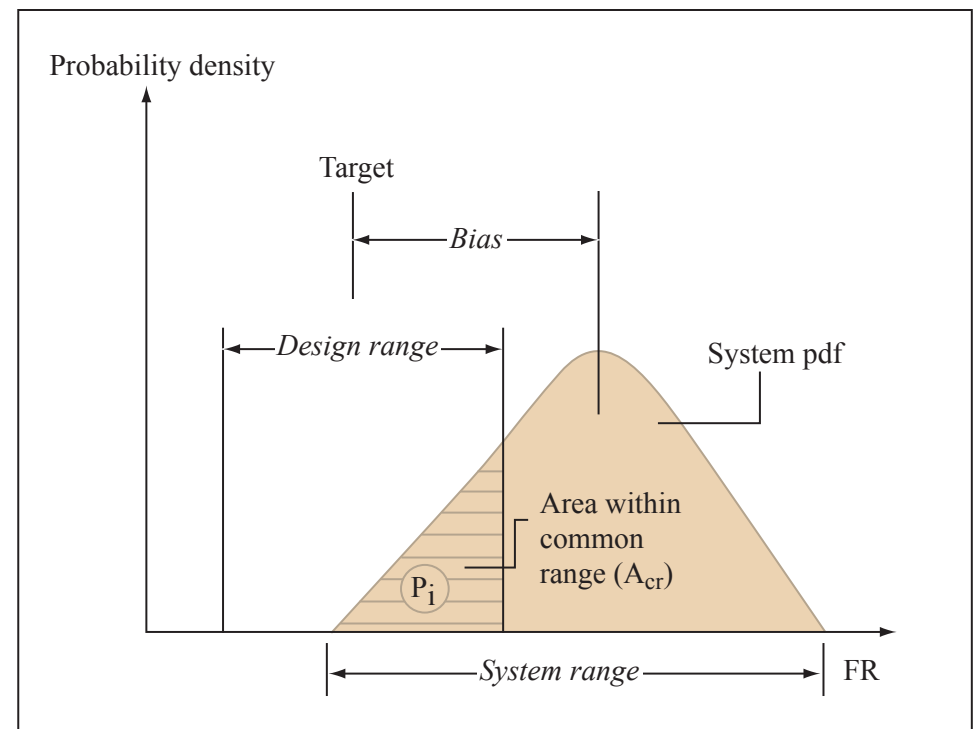 Probability density
Target
Bias
Design range
System pdf
Area within
common
range (Acr)
Pi
System range
FR